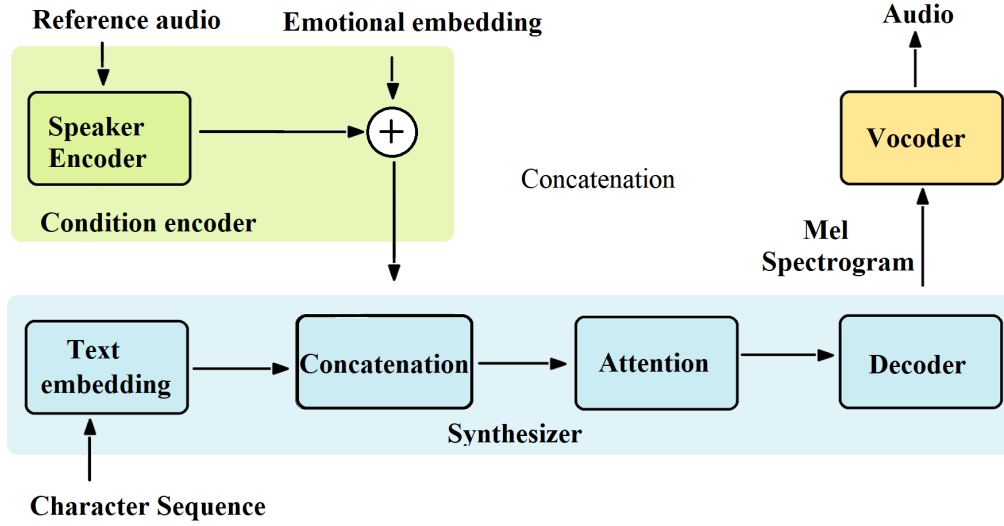 Reference audio
Emotional embedding
Audio
Speaker
Encoder
+
Vocoder
Concatenation
Condition encoder
Mel
Spectrogram
Text
embedding
Concatenation
Attention
Decoder
Synthesizer
Character Sequence